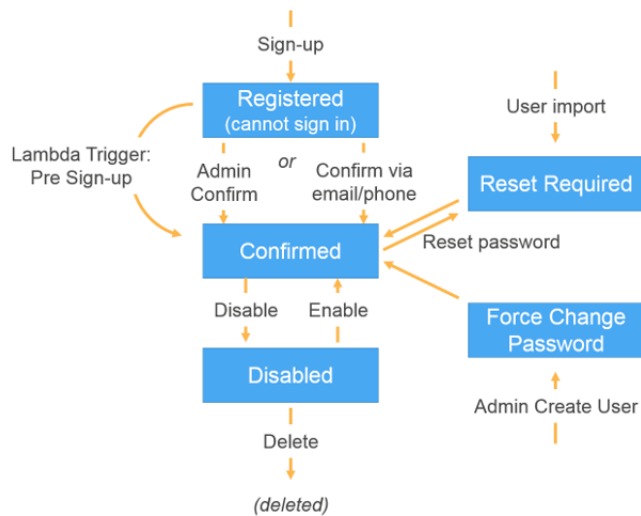 Sign-up
Registered
(cannot sign in)
User import
Lambda Trigger:
Pre Sign-up
or
Admin
Confirm
Confirm via
email/phone
Reset Required
Confirmed
Reset password
Disable
Enable
Force Change
Password
Disabled
Admin Create User
Delete
(deleted)